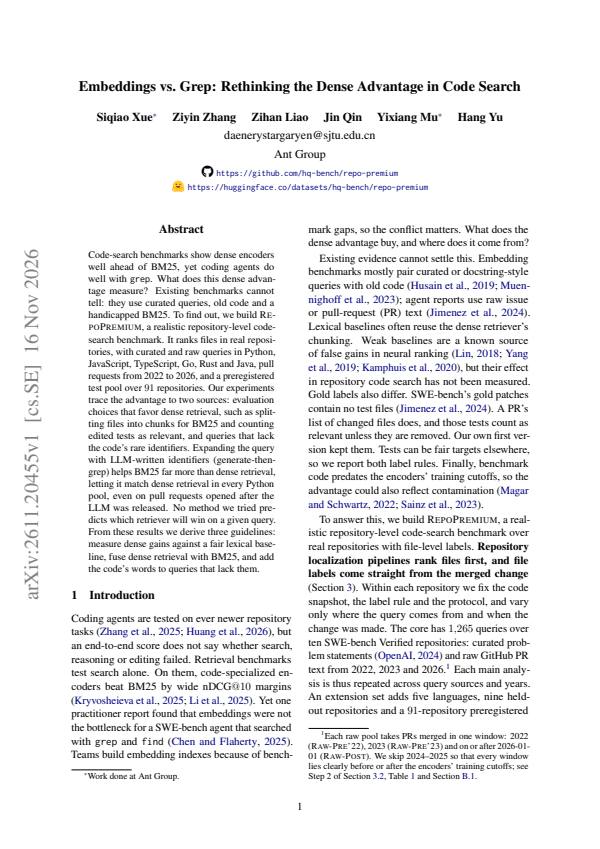 arXiv:2611.20455v1 [cs.SE] 16 Nov 2026
Embeddings vs. Grep: Rethinking the Dense Advantage in Code Search
Siqiao Xue* Ziyin Zhang Zihan Liao Jin Qin Yixiang Mu* Hang Yu
daenerystargaryen@sjtu.edu.cn
Ant Group
https://github.com/hq-bench/repo-premium
https://huggingface.co/datasets/hq-bench/repo-premium
Abstract
Code-search benchmarks show dense encoders
well ahead of BM25, yet coding agents do
well with grep. What does this dense advan-
tage measure? Existing benchmarks cannot
tell: they use curated queries, old code and a
handicapped BM25. To find out, we build RE-
POPREMIUM, a realistic repository-level code-
search benchmark. It ranks files in real reposi-
tories, with curated and raw queries in Python,
JavaScript, TypeScript, Go, Rust and Java, pull
requests from 2022 to 2026, and a preregistered
test pool over 91 repositories. Our experiments
trace the advantage to two sources: evaluation
choices that favor dense retrieval, such as split-
ting files into chunks for BM25 and counting
edited tests as relevant, and queries that lack
the code's rare identifiers. Expanding the query
with LLM-written identifiers (generate-then-
grep) helps BM25 far more than dense retrieval,
letting it match dense retrieval in every Python
pool, even on pull requests opened after the
LLM was released. No method we tried pre-
dicts which retriever will win on a given query.
From these results we derive three guidelines:
measure dense gains against a fair lexical base-
line, fuse dense retrieval with BM25, and add
the code's words to queries that lack them.
1 Introduction
Coding agents are tested on ever newer repository
tasks (Zhang et al., 2025; Huang et al., 2026), but
an end-to-end score does not say whether search,
reasoning or editing failed. Retrieval benchmarks
test search alone. On them, code-specialized en-
coders beat BM25 by wide nDCG@10 margins
(Kryvosheieva et al., 2025; Li et al., 2025). Yet one
practitioner report found that embeddings were not
the bottleneck for a SWE-bench agent that searched
with grep and find (Chen and Flaherty, 2025).
Teams build embedding indexes because of bench-
*Work done at Ant Group.
mark gaps, so the conflict matters. What does the
dense advantage buy, and where does it come from?
Existing evidence cannot settle this. Embedding
benchmarks mostly pair curated or docstring-style
queries with old code (Husain et al., 2019; Muen-
nighoff et al., 2023); agent reports use raw issue
or pull-request (PR) text (Jimenez et al., 2024).
Lexical baselines often reuse the dense retriever's
chunking. Weak baselines are a known source
of false gains in neural ranking (Lin, 2018; Yang
et al., 2019; Kamphuis et al., 2020), but their effect
in repository code search has not been measured.
Gold labels also differ. SWE-bench's gold patches
contain no test files (Jimenez et al., 2024). A PR's
list of changed files does, and those tests count as
relevant unless they are removed. Our own first ver-
sion kept them. Tests can be fair targets elsewhere,
so we report both label rules. Finally, benchmark
code predates the encoders' training cutoffs, so the
advantage could also reflect contamination (Magar
and Schwartz, 2022; Sainz et al., 2023).
To answer this, we build REPOPREMIUM, a real-
istic repository-level code-search benchmark over
real repositories with file-level labels. Repository
localization pipelines rank files first, and file
labels come straight from the merged change
(Section 3). Within each repository we fix the code
snapshot, the label rule and the protocol, and vary
only where the query comes from and when the
change was made. The core has 1,265 queries over
ten SWE-bench Verified repositories: curated prob-
lem statements (OpenAI, 2024) and raw GitHub PR
text from 2022, 2023 and 2026.1 Each main analy-
sis is thus repeated across query sources and years.
An extension set adds five languages, nine held-
out repositories and a 91-repository preregistered
1Each raw pool takes PRs merged in one window: 2022
(RAW-PRE'22), 2023 (RAW-PRE'23) and on or after 2026-01-
01 (RAW-POST). We skip 2024–2025 so that every window
lies clearly before or after the encoders' training cutoffs; see
Step 2 of Section 3.2, Table 1 and Section B.1.
1